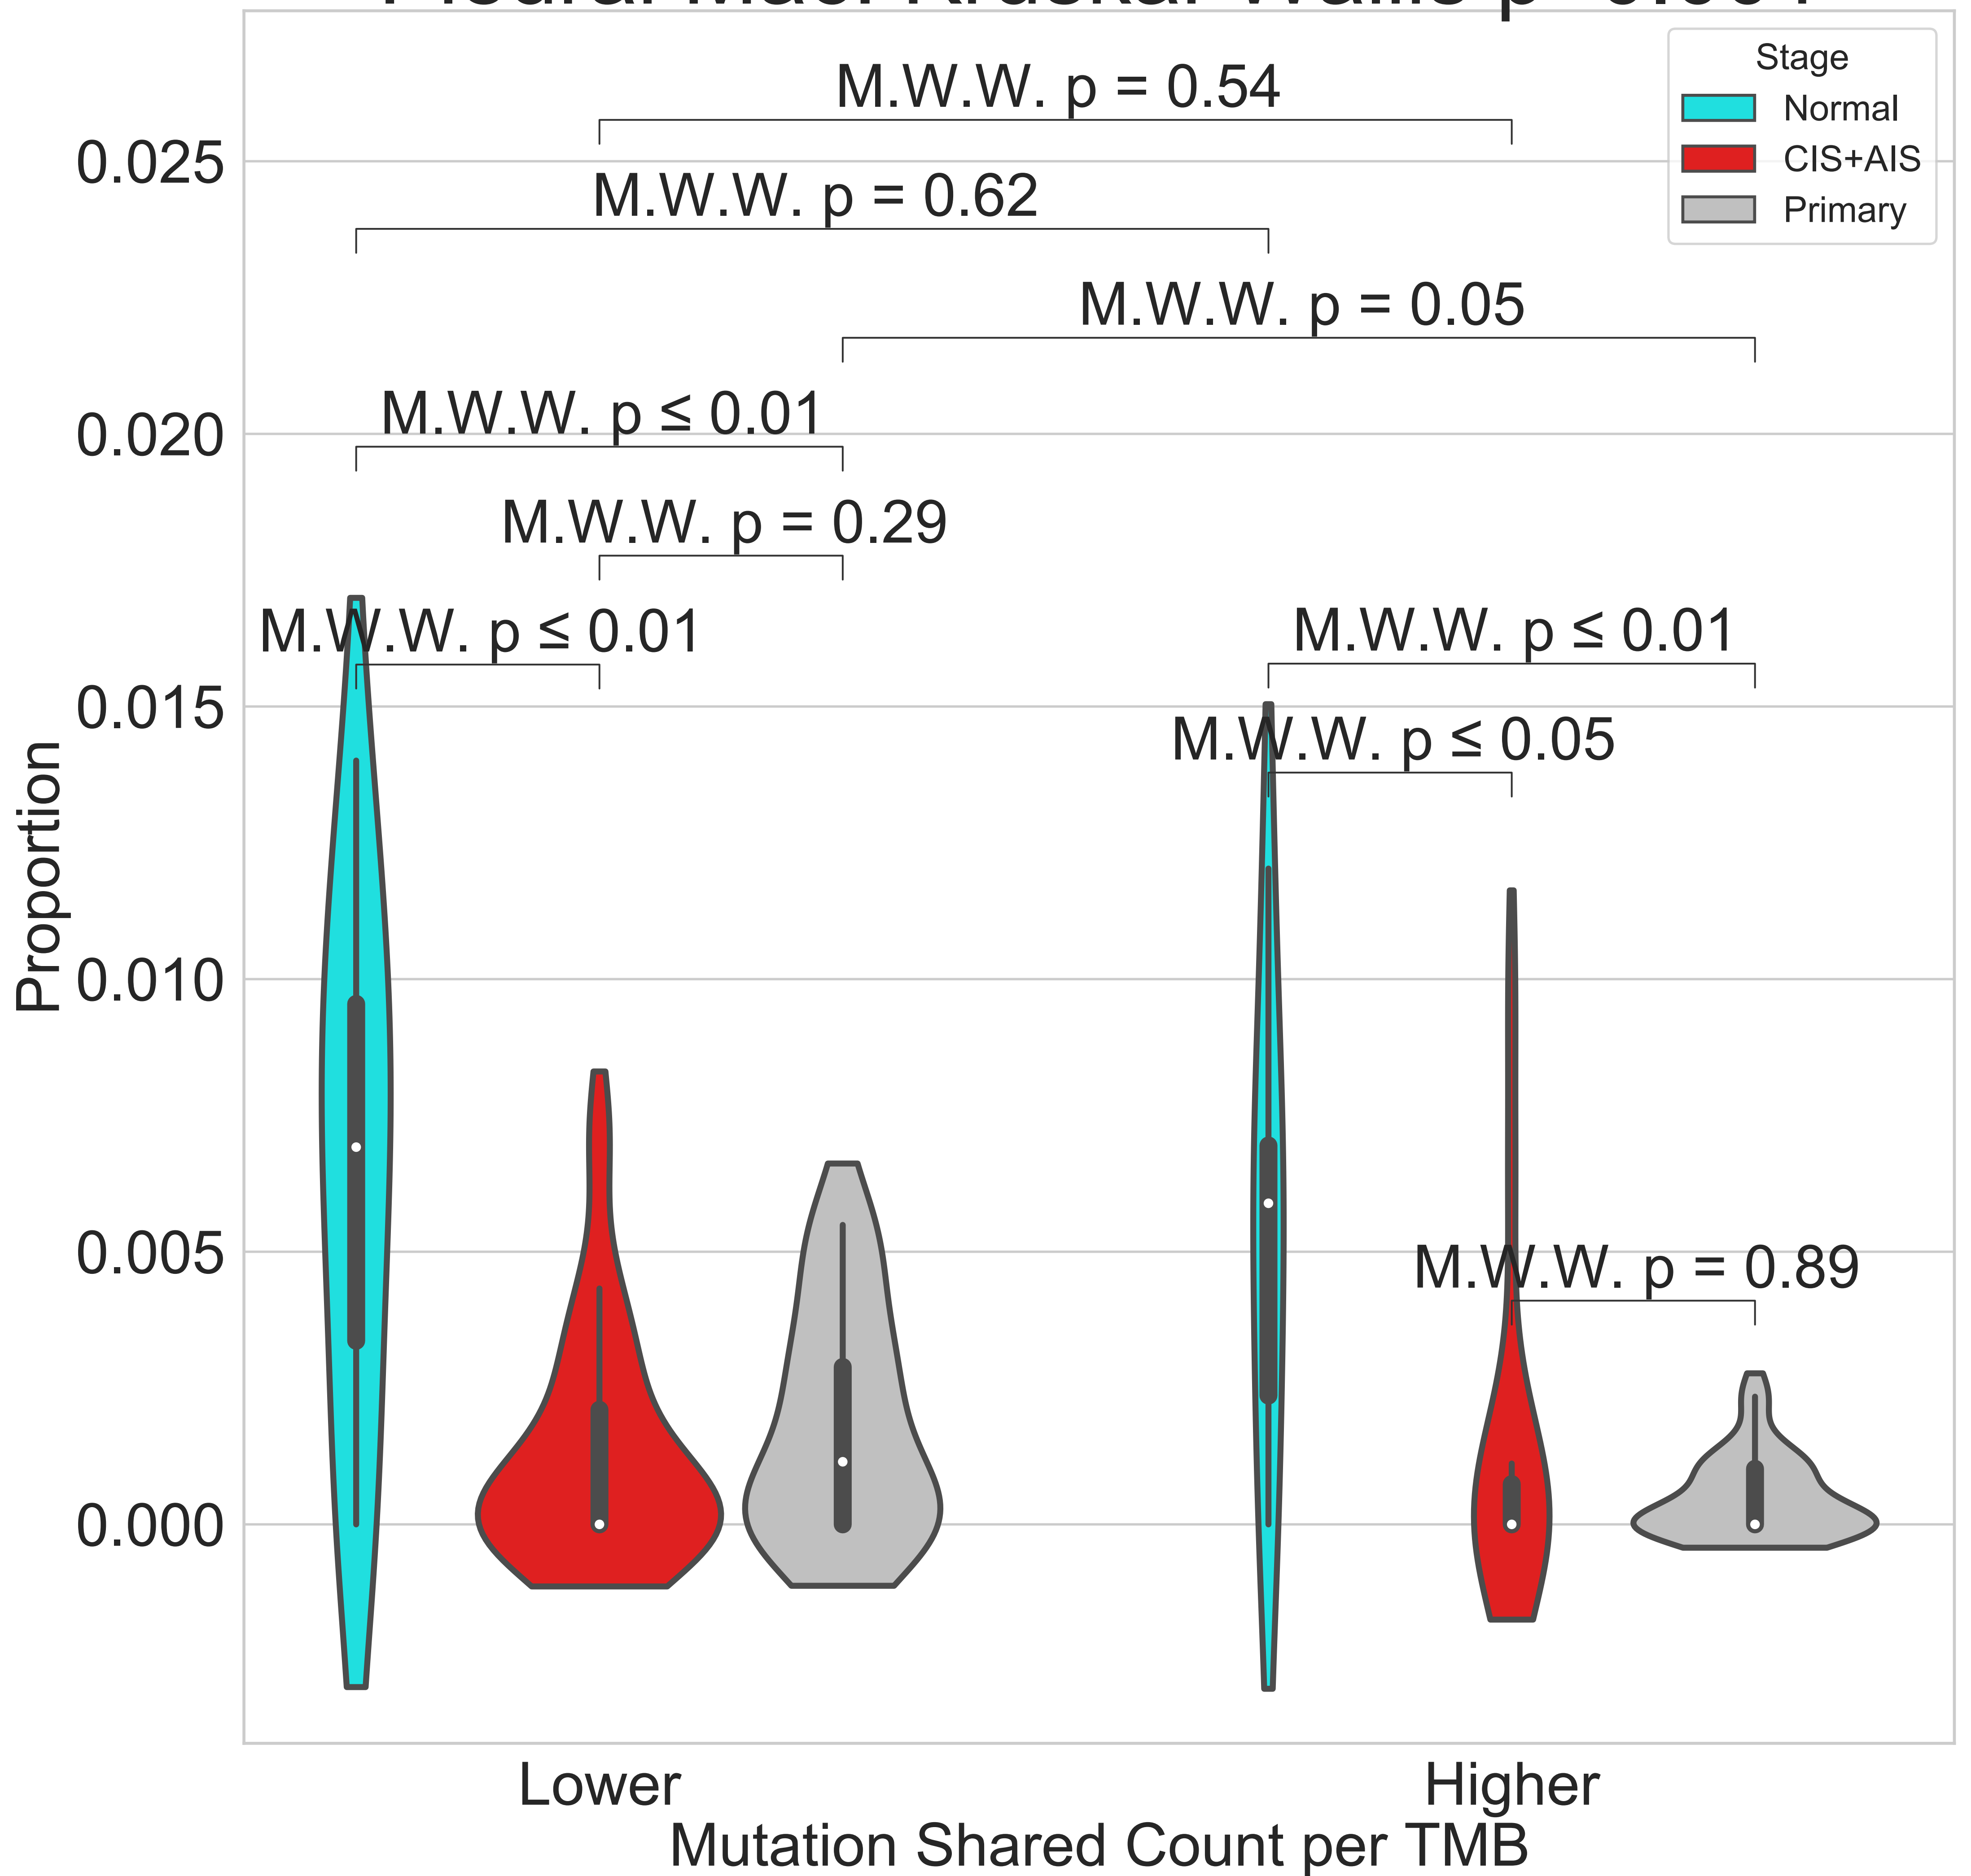 Stage
Normal
CIS+AIS
Primary
M.W.W. p = 0.54
M.W.W. p = 0.62
M.W.W. p = 0.05
M.W.W. p ≤ 0.01
M.W.W. p = 0.29
M.W.W. p ≤ 0.01
M.W.W. p ≤ 0.01
M.W.W. p ≤ 0.05
M.W.W. p = 0.89
0.025
0.020
0.015
0.010
0.005
0.000
Proportion
Lower
Higher
Mutation Shared Count per TMB